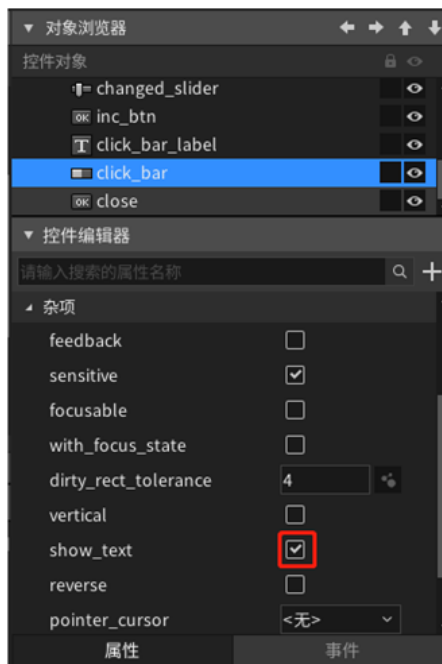 对象浏览器
控件对象
changed_slider
OK inc_btn
T click_bar_label
click_bar
OK close
控件编辑器
请输入搜索的属性名称
杂项
feedback
sensitive
focusable
with_focus_state
dirty_rect_tolerance 4
vertical
show_text
reverse
pointer_cursor <无>
属性 事件